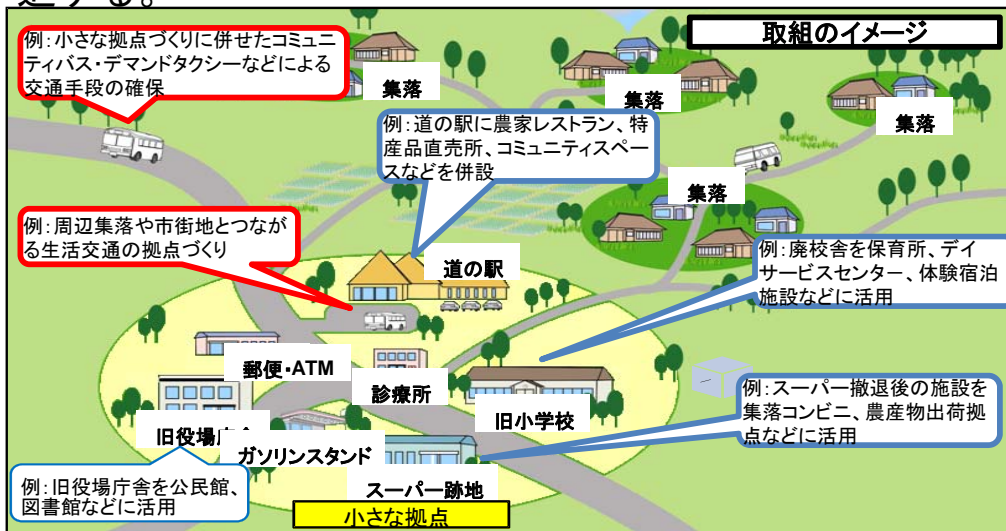 取組のイメージ
例：小さな拠点づくりに併せたコミュニ
ティバス・デマンドタクシーなどによる
交通手段の確保
集落
集落
集落
例：道の駅に農家レストラン、特
産品直売所、コミュニティスペー
スなどを併設
集落
例：周辺集落や市街地とつなが
る生活交通の拠点づくり
道の駅
例：廃校舎を保育所、デイ
サービスセンター、体験宿泊
施設などに活用
郵便・ATM
診療所
旧小学校
例：スーパー撤退後の施設を
集落コンビニ、農産物出荷拠
点などに活用
旧役場
ガソリンスタンド
スーパー跡地
例：旧役場庁舎を公民館、
図書館などに活用
小さな拠点